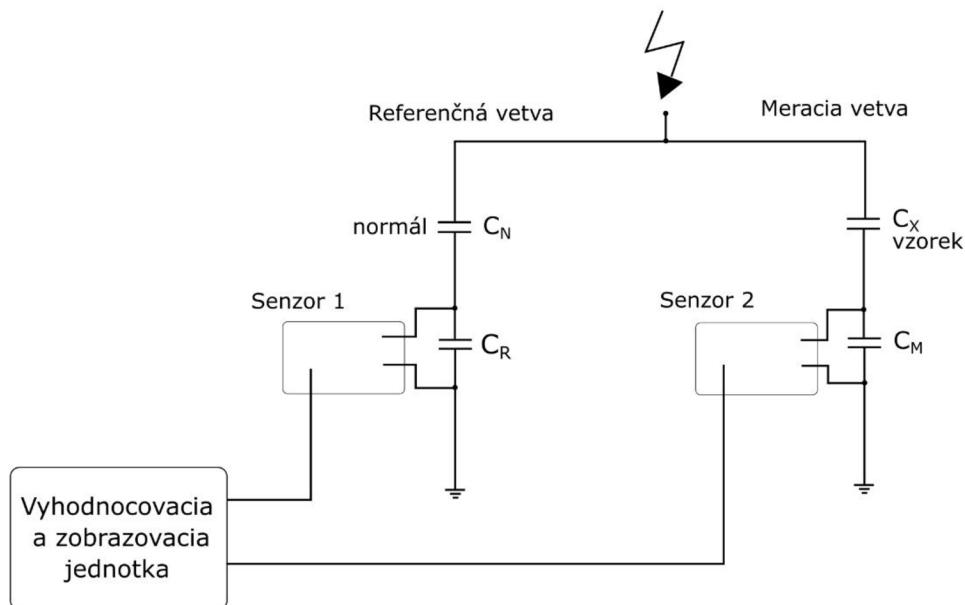 Referenčná vetva
Meracia vetva
normál
C_N
C_X
vzorek
Senzor 1
Senzor 2
C_R
C_M
Vyhodnocovacia
a zobrazovacia
jednotka